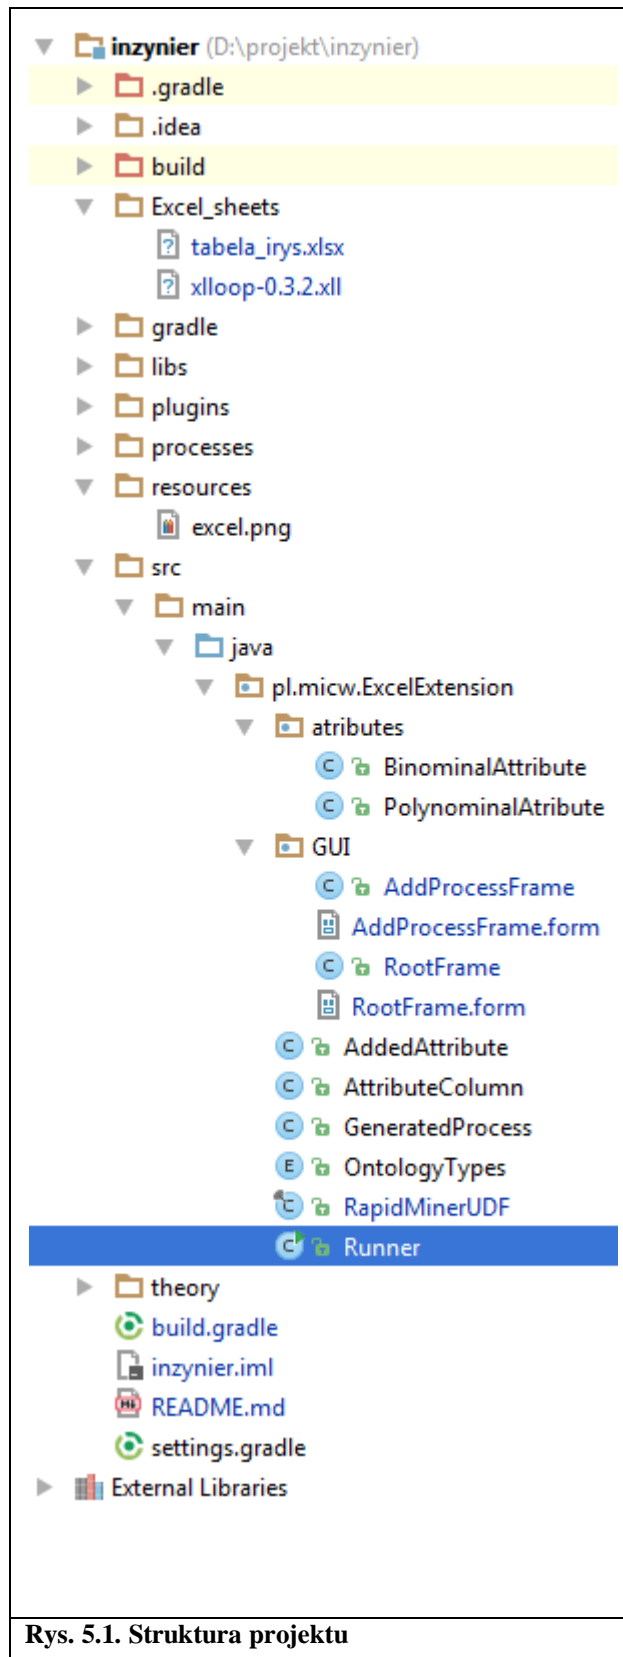 inzynier (D:\projekt\inzynier)
.gradle
.idea
build
Excel_sheets
tabela_irys.xlsx
xlloop-0.3.2.xll
gradle
libs
plugins
processes
resources
excel.png
src
main
java
pl.micw.ExcelExtension
atributes
BinominalAttribute
PolynominalAtribute
GUI
AddProcessFrame
AddProcessFrame.form
RootFrame
RootFrame.form
AddedAttribute
AttributeColumn
GeneratedProcess
OntologyTypes
RapidMinerUDF
Runner
theory
build.gradle
inzynier.iml
README.md
settings.gradle
External Libraries
Rys. 5.1. Struktura projektu